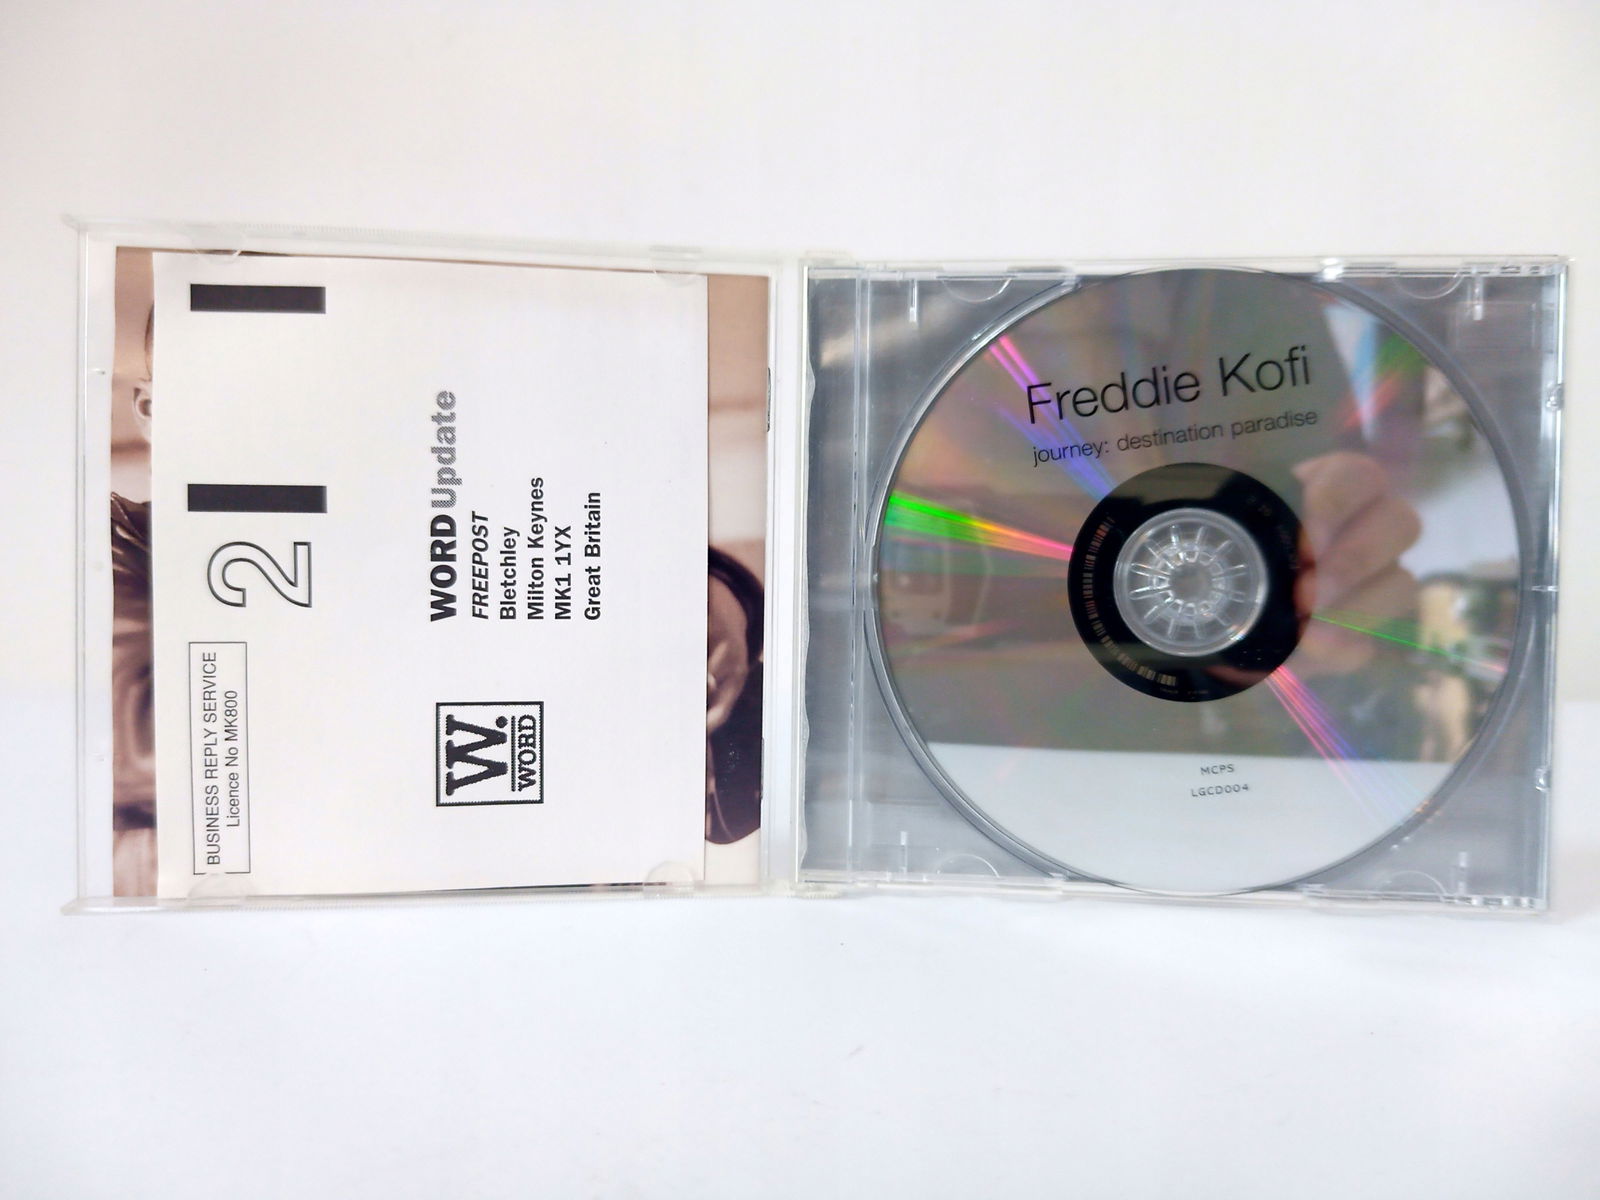 BUSINESS REPLY SERVICE
Licence No MK800
2
WORD Update
FREEPOST
Bletchley
Milton Keynes
MK1 1YX
Great Britain
W.
WORD
Freddie Kofi
journey: destination paradise
MCPS
LGCD004